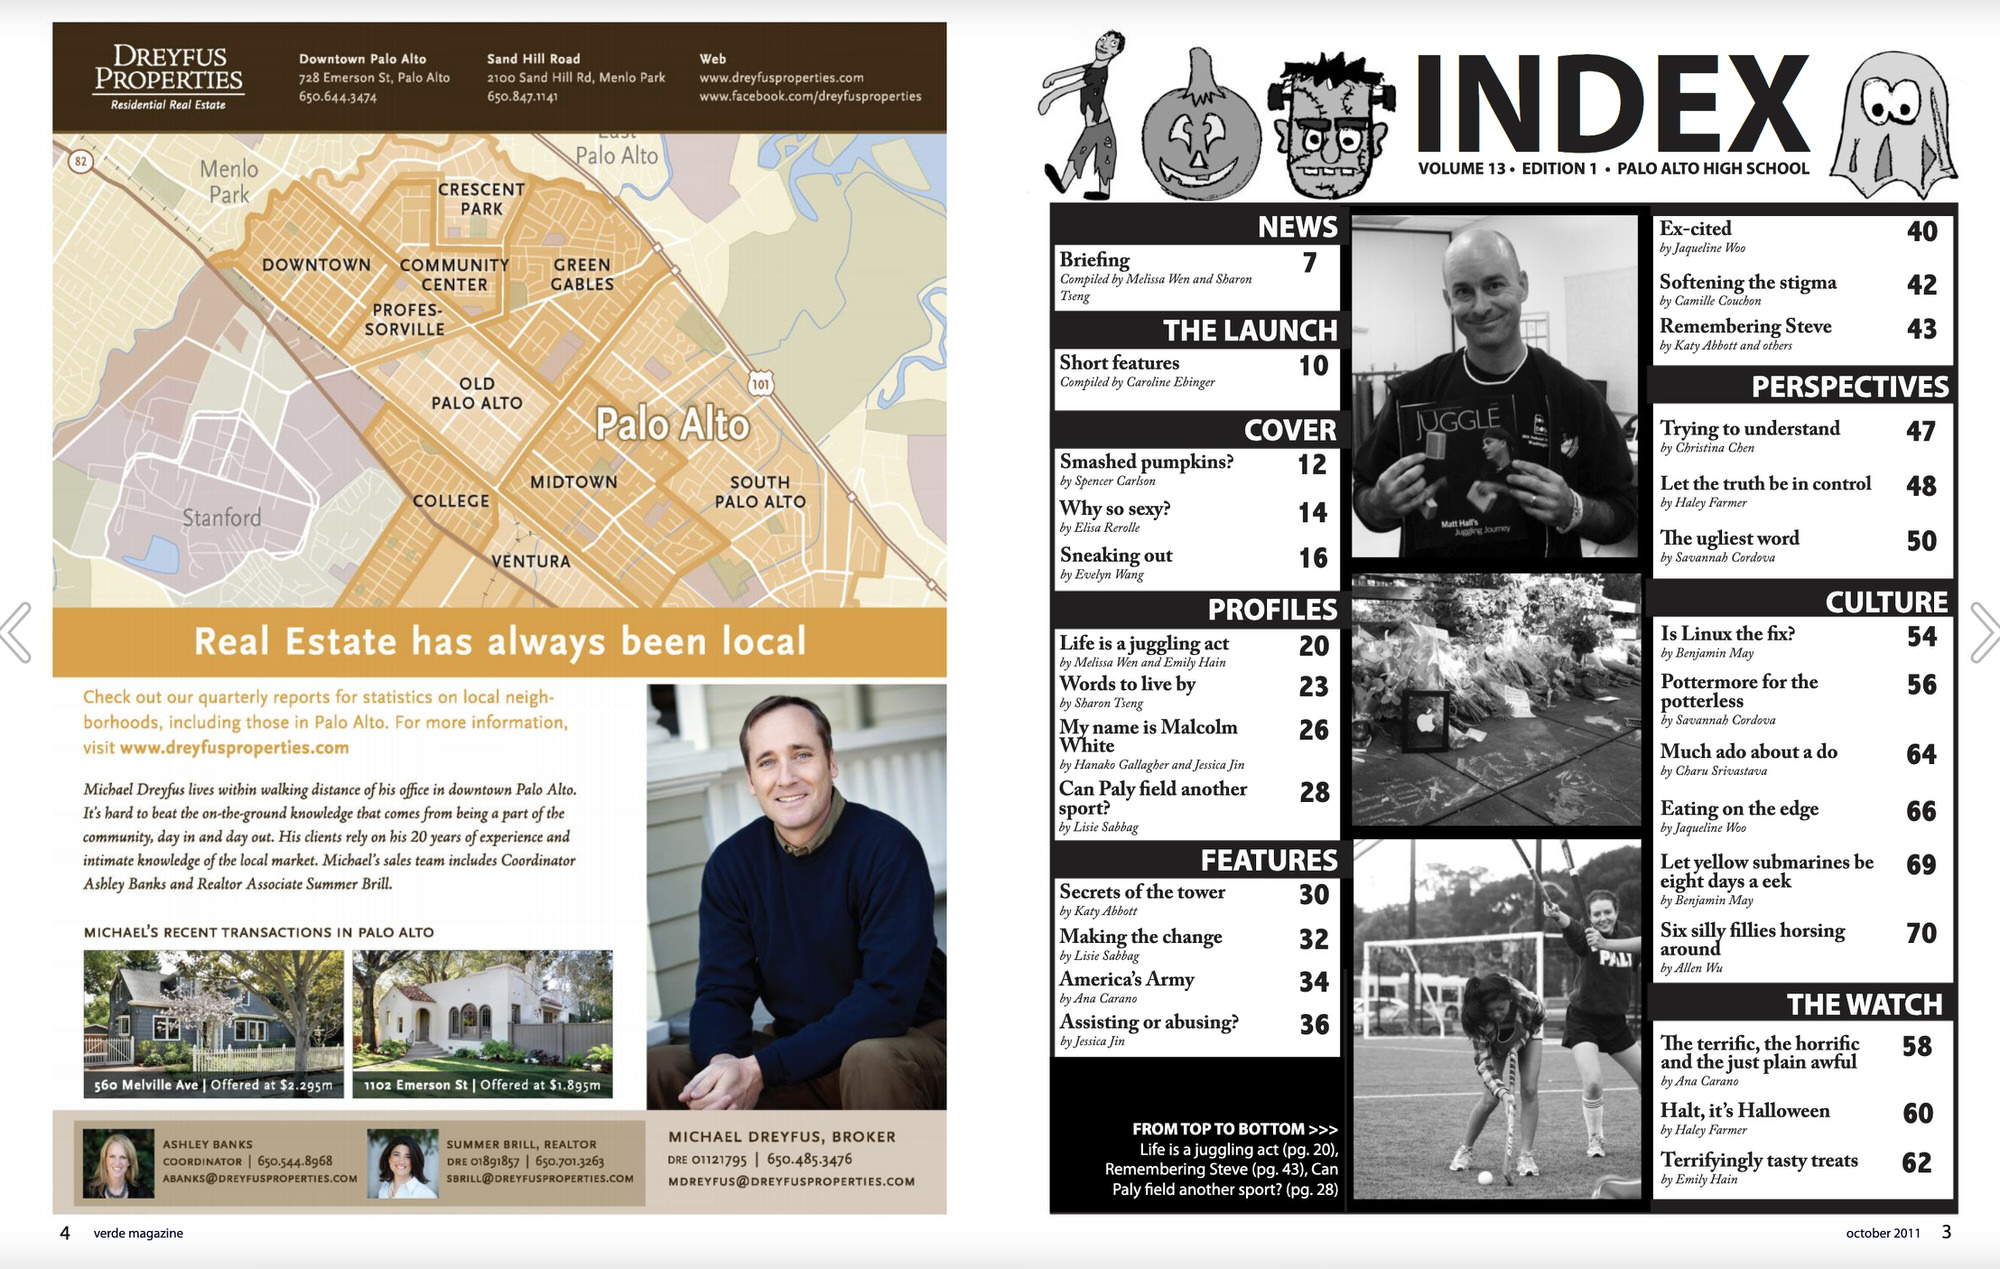 DREYFUS
PROPERTIES
Residential Real Estate
Downtown Palo Alto
728 Emerson St, Palo Alto
650.644.3474
Sand Hill Road
2100 Sand Hill Rd, Menlo Park
650.847.1141
Web
www.dreyfusproperties.com
www.facebook.com/dreyfusproperties
82
Menlo
Park
East
Palo Alto
CRESCENT
PARK
DOWNTOWN
COMMUNITY
CENTER
GREEN
GABLES
PROFES-
SORVILLE
101
OLD
PALO ALTO
Palo Alto
MIDTOWN
SOUTH
PALO ALTO
COLLEGE
Stanford
VENTURA
Real Estate has always been local
Check out our quarterly reports for statistics on local neigh-
borhoods, including those in Palo Alto. For more information,
visit www.dreyfusproperties.com
Michael Dreyfus lives within walking distance of his office in downtown Palo Alto.
It's hard to beat the on-the-ground knowledge that comes from being a part of the
community, day in and day out. His clients rely on his 20 years of experience and
intimate knowledge of the local market. Michael's sales team includes Coordinator
Ashley Banks and Realtor Associate Summer Brill.
MICHAEL'S RECENT TRANSACTIONS IN PALO ALTO
560 Melville Ave | Offered at $2.295m
1102 Emerson St | Offered at $1.895m
ASHLEY BANKS
COORDINATOR | 650.544.8968
ABANKS@DREYFUSPROPERTIES.COM
SUMMER BRILL, REALTOR
DRE 01891857 | 650.701.3263
SBRILL@DREYFUSPROPERTIES.COM
MICHAEL DREYFUS, BROKER
DRE 01121795 | 650.485.3476
MDREYFUS@DREYFUSPROPERTIES.COM
4 verde magazine
INDEX
VOLUME 13 • EDITION 1 • PALO ALTO HIGH SCHOOL
NEWS
Briefing 7
Compiled by Melissa Wen and Sharon
Tseng
THE LAUNCH
Short features 10
Compiled by Caroline Ebinger
COVER
Smashed pumpkins? 12
by Spencer Carlson
Why so sexy? 14
by Elisa Rerolle
Sneaking out 16
by Evelyn Wang
PROFILES
Life is a juggling act 20
by Melissa Wen and Emily Hain
Words to live by 23
by Sharon Tseng
My name is Malcolm 26
White
by Hanako Gallagher and Jessica Jin
Can Paly field another 28
sport?
by Lisie Sabbag
FEATURES
Secrets of the tower 30
by Katy Abbott
Making the change 32
by Lisie Sabbag
America's Army 34
by Ana Carano
Assisting or abusing? 36
by Jessica Jin
FROM TOP TO BOTTOM >>>
Life is a juggling act (pg. 20),
Remembering Steve (pg. 43), Can
Paly field another sport? (pg. 28)
JUGGLE
Matt Hall's
Juggling Journey
PALY
Ex-cited 40
by Jaqueline Woo
Softening the stigma 42
by Camille Couchon
Remembering Steve 43
by Katy Abbott and others
PERSPECTIVES
Trying to understand 47
by Christina Chen
Let the truth be in control 48
by Haley Farmer
The ugliest word 50
by Savannah Cordova
CULTURE
Is Linux the fix? 54
by Benjamin May
Pottermore for the 56
potterless
by Savannah Cordova
Much ado about a do 64
by Charu Srivastava
Eating on the edge 66
by Jaqueline Woo
Let yellow submarines be 69
eight days a eek
by Benjamin May
Six silly fillies horsing 70
around
by Allen Wu
THE WATCH
The terrific, the horrific 58
and the just plain awful
by Ana Carano
Halt, it's Halloween 60
by Haley Farmer
Terrifyingly tasty treats 62
by Emily Hain
october 2011 3